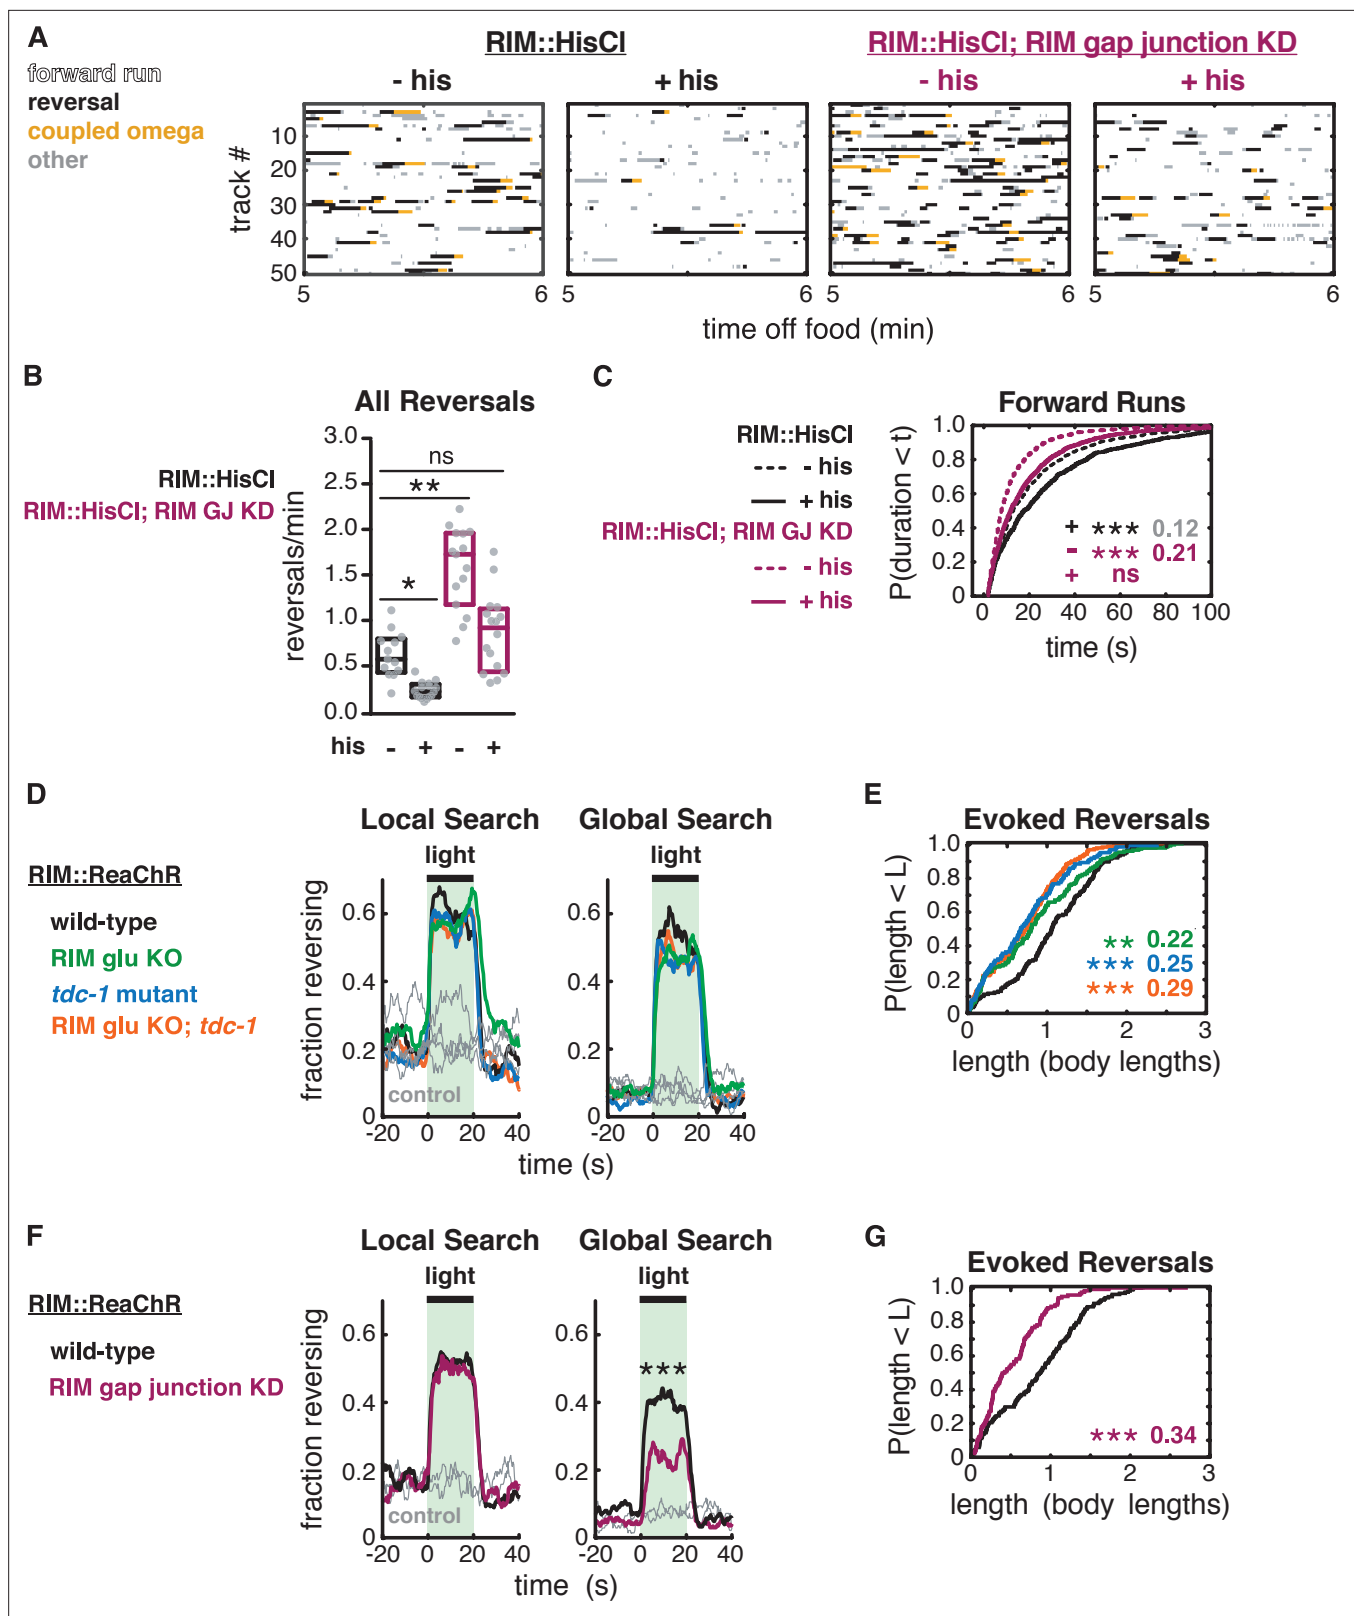 A
forward run
reversal
coupled omega
other
RIM::HisCl
RIM::HisCl; RIM gap junction KD
- his
+ his
- his
+ his
track #
10
20
30
40
50
5
6
5
6
5
6
5
6
time off food (min)
B
All Reversals
RIM::HisCl
RIM::HisCl; RIM GJ KD
reversals/min
3.0
2.5
2.0
1.5
1.0
0.5
0.0
ns
**
*
his - + - +
C
Forward Runs
RIM::HisCl
- his
+ his
RIM::HisCl; RIM GJ KD
- his
+ his
P(duration < t)
1.0
0.8
0.6
0.4
0.2
0
+ *** 0.12
- *** 0.21
+ ns
0 20 40 60 80 100
time (s)
D
Local Search
Global Search
light
light
RIM::ReaChR
wild-type
RIM glu KO
tdc-1 mutant
RIM glu KO; tdc-1
fraction reversing
0.6
0.4
0.2
0
control
-20 0 20 40
0.6
0.4
0.2
0
-20 0 20 40
time (s)
E
Evoked Reversals
P(length < L)
1.0
0.8
0.6
0.4
0.2
0
** 0.22
*** 0.25
*** 0.29
0 1 2 3
length (body lengths)
F
Local Search
Global Search
light
light
RIM::ReaChR
wild-type
RIM gap junction KD
fraction reversing
0.6
0.4
0.2
0
control
-20 0 20 40
0.6
0.4
0.2
0
***
-20 0 20 40
time (s)
G
Evoked Reversals
P(length < L)
1.0
0.8
0.6
0.4
0.2
0
*** 0.34
0 1 2 3
length (body lengths)